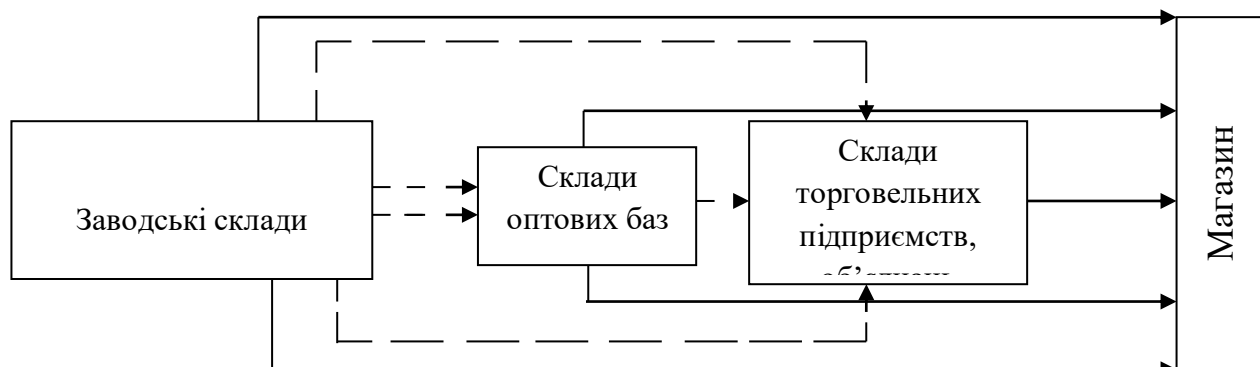 Заводські склади
Склади
оптових баз
Склади
торговельних
підприємств,
Магазин